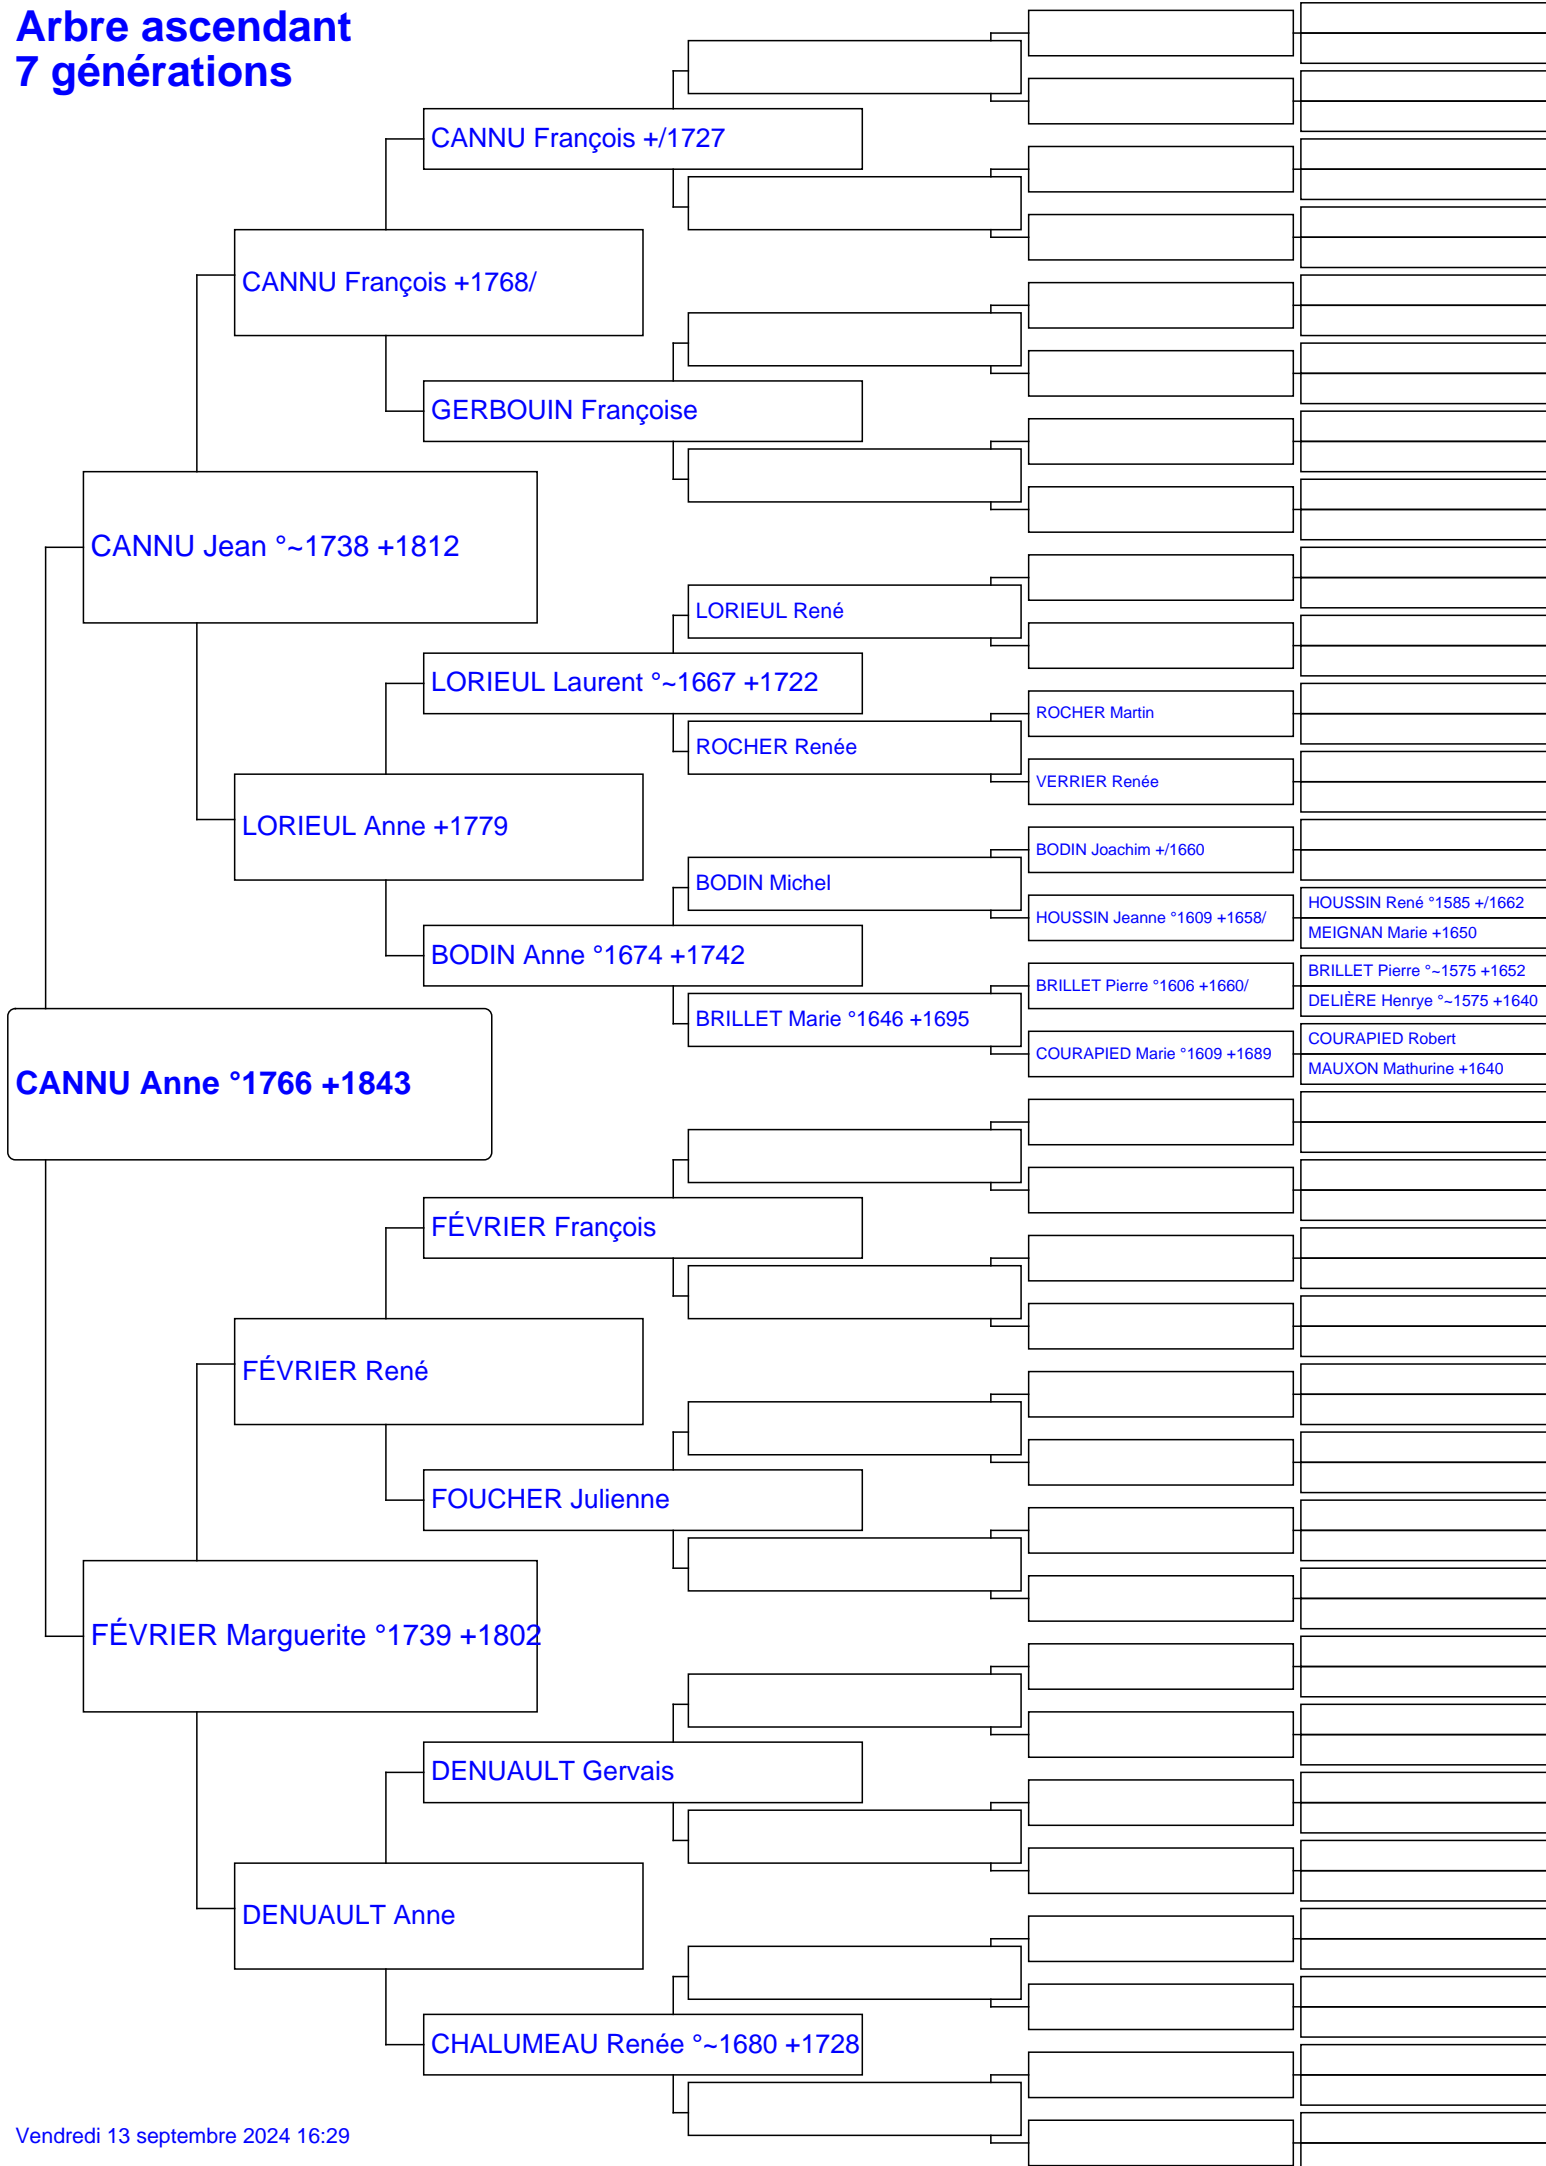 Arbre ascendant
7 générations
CANNU François +/1727
CANNU François +1768/
GERBOUIN Françoise
CANNU Jean °~1738 +1812
LORIEUL René
LORIEUL Laurent °~1667 +1722
ROCHER Martin
ROCHER Renée
VERRIER Renée
LORIEUL Anne +1779
BODIN Joachim +/1660
BODIN Michel
HOUSSIN René °1585 +/1662
HOUSSIN Jeanne °1609 +1658/
MEIGNAN Marie +1650
BODIN Anne °1674 +1742
BRILLET Pierre °~1575 +1652
BRILLET Pierre °1606 +1660/
DELIÈRE Henrye °~1575 +1640
BRILLET Marie °1646 +1695
COURAPIED Robert
COURAPIED Marie °1609 +1689
MAUXON Mathurine +1640
CANNU Anne °1766 +1843
FÉVRIER François
FÉVRIER René
FOUCHER Julienne
FÉVRIER Marguerite °1739 +1802
DENUAULT Gervais
DENUAULT Anne
CHALUMEAU Renée °~1680 +1728
Vendredi 13 septembre 2024 16:29